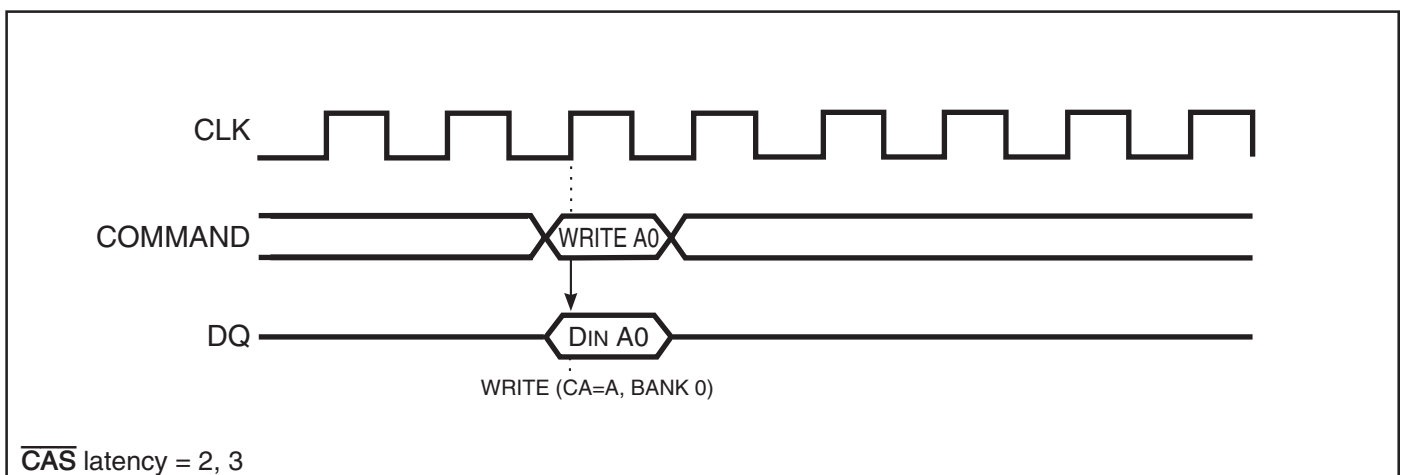 CLK
COMMAND
WRITE A0
DQ
DIN A0
WRITE (CA=A, BANK 0)
CAS latency = 2, 3